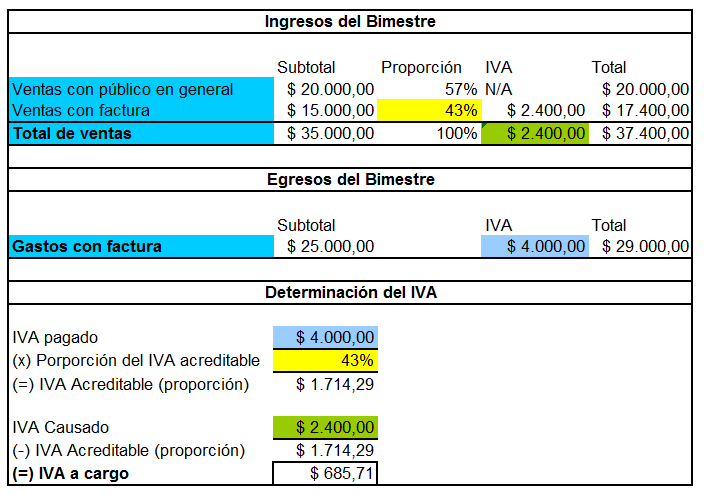 Ingresos del Bimestre
Subtotal Proporción IVA Total
Ventas con público en general $ 20.000,00 57% N/A $ 20.000,00
Ventas con factura $ 15.000,00 43% $ 2.400,00 $ 17.400,00
Total de ventas $ 35.000,00 100% $ 2.400,00 $ 37.400,00
Egresos del Bimestre
Subtotal IVA Total
Gastos con factura $ 25.000,00 $ 4.000,00 $ 29.000,00
Determinación del IVA
IVA pagado $ 4.000,00
(x) Porporción del IVA acreditable 43%
(=) IVA Acreditable (proporción) $ 1.714,29
IVA Causado $ 2.400,00
(-) IVA Acreditable (proporción) $ 1.714,29
(=) IVA a cargo $ 685,71